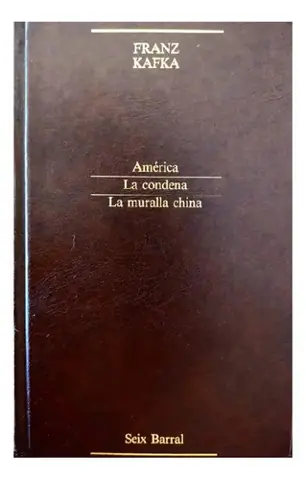 FRANZ
KAFKA
América
La condena
La muralla china
Seix Barral